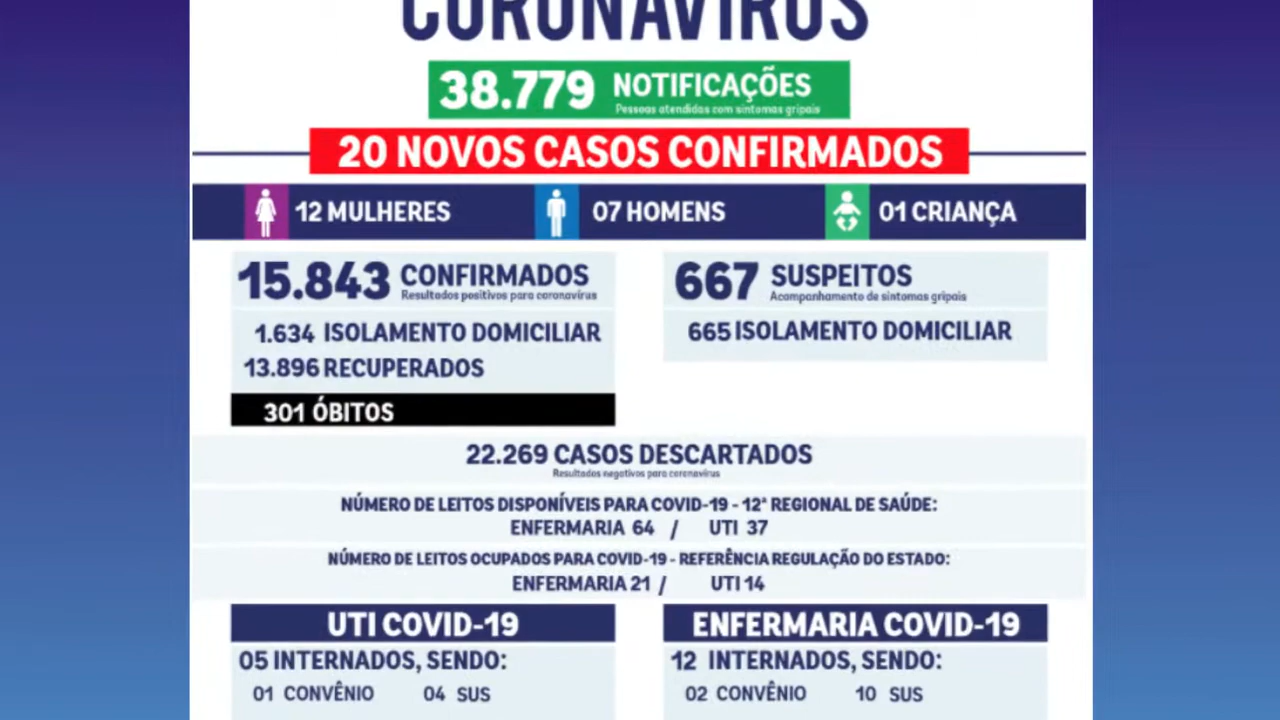 CORONAVÍRUS
38.779 NOTIFICAÇÕES
Pessoas atendidas com sintomas gripais
20 NOVOS CASOS CONFIRMADOS
12 MULHERES 07 HOMENS 01 CRIANÇA
15.843 CONFIRMADOS
Resultados positivos para coronavírus
1.634 ISOLAMENTO DOMICILIAR
13.896 RECUPERADOS
301 ÓBITOS
667 SUSPEITOS
Acompanhamento de sintomas gripais
665 ISOLAMENTO DOMICILIAR
22.269 CASOS DESCARTADOS
Resultados negativos para coronavírus
NÚMERO DE LEITOS DISPONÍVEIS PARA COVID-19 - 12ª REGIONAL DE SAÚDE:
ENFERMARIA 64 / UTI 37
NÚMERO DE LEITOS OCUPADOS PARA COVID-19 - REFERÊNCIA REGULAÇÃO DO ESTADO:
ENFERMARIA 21 / UTI 14
UTI COVID-19
05 INTERNADOS, SENDO:
01 CONVÊNIO 04 SUS
ENFERMARIA COVID-19
12 INTERNADOS, SENDO:
02 CONVÊNIO 10 SUS